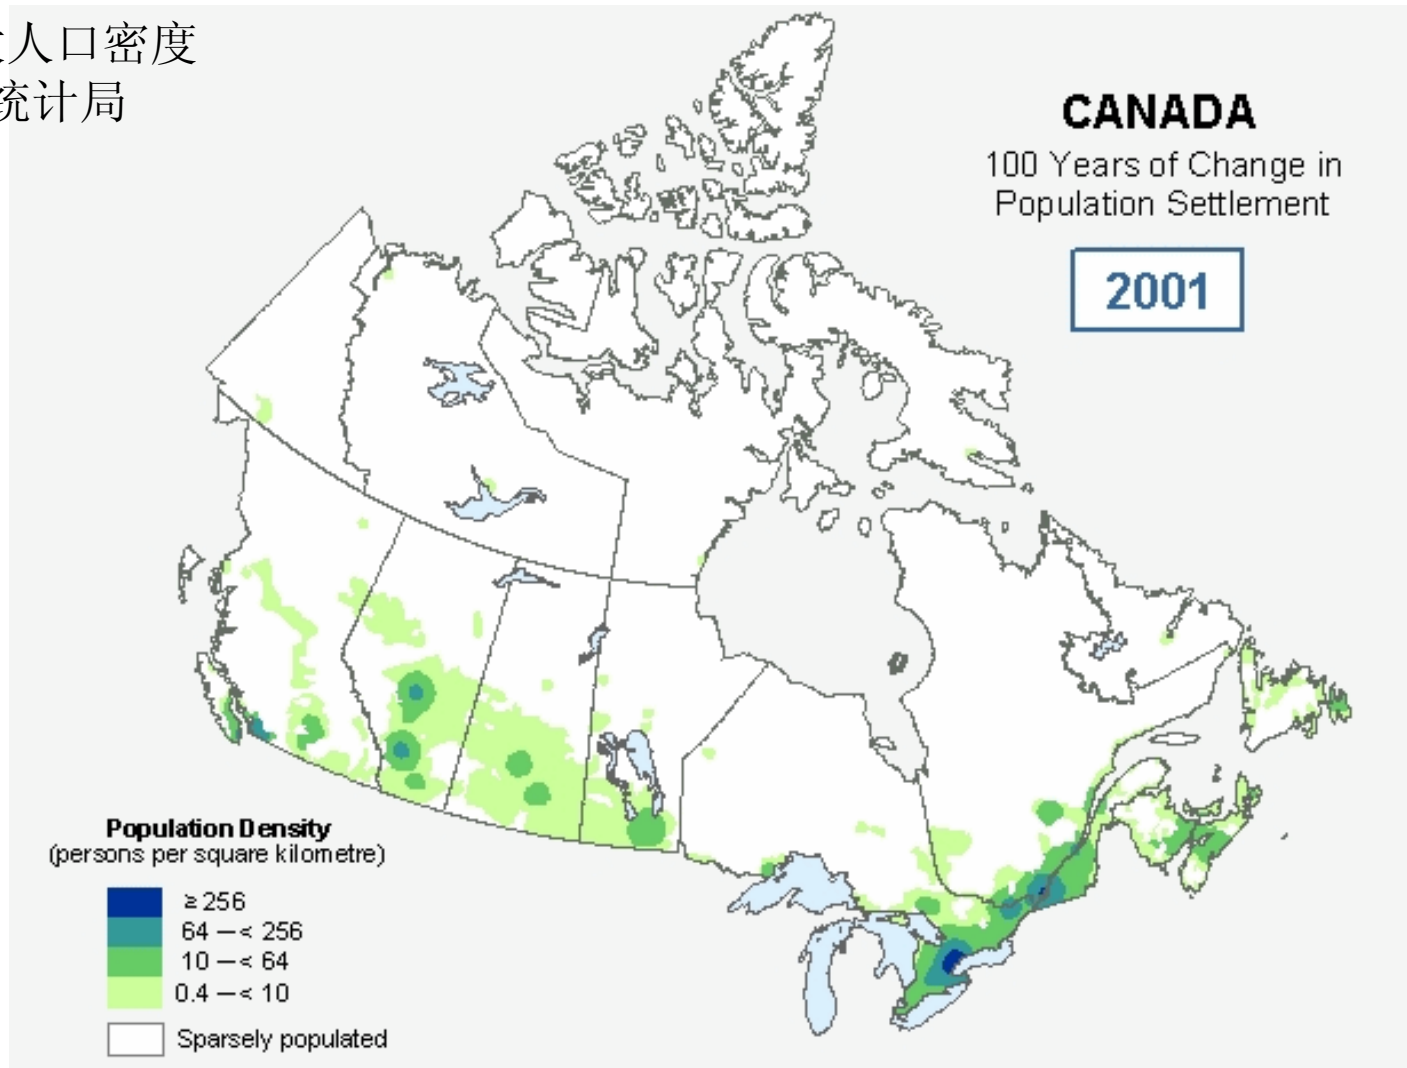 人口密度
统计局
CANADA
100 Years of Change in
Population Settlement
2001
Population Density
(persons per square kilometre)
≥ 256
64 – < 256
10 – < 64
0.4 – < 10
Sparsely populated